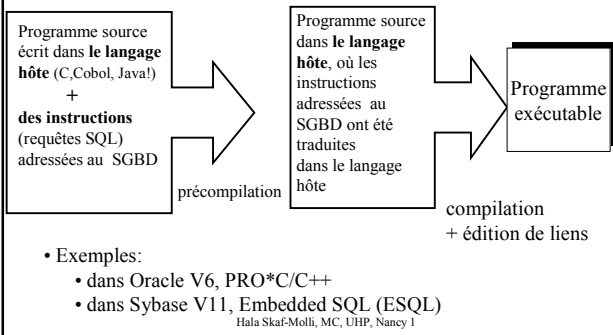 Programme source
écrit dans le langage
hôte (C,Cobol, Java!)
+
des instructions
(requêtes SQL)
adressées au SGBD
précompilation
Programme source
dans le langage
hôte, où les
instructions
adressées au
SGBD ont été
traduites
dans le langage
hôte
compilation
+ édition de liens
Programme
exécutable
• Exemples:
• dans Oracle V6, PRO*C/C++
• dans Sybase V11, Embedded SQL (ESQL)
Hala Skaf-Molli, MC, UHP, Nancy 1